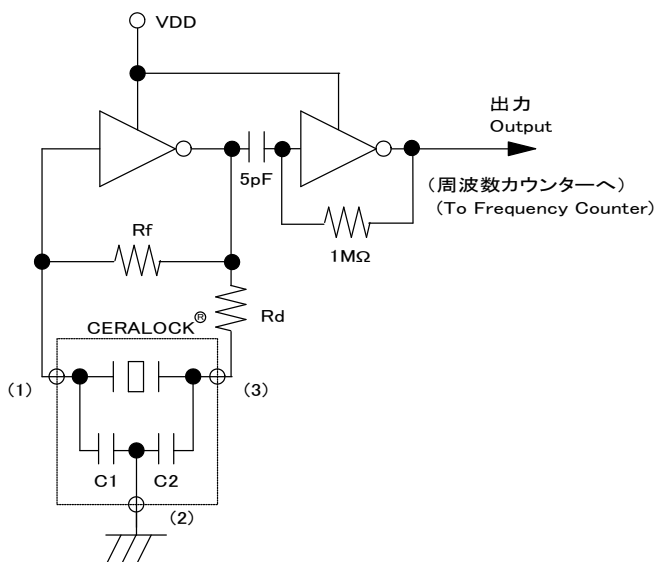 VDD
出力
Output
5pF
(周波数カウンターへ)
(To Frequency Counter)
Rf
1MΩ
Rd
CERALOCK®
(1)
(3)
C1
C2
(2)